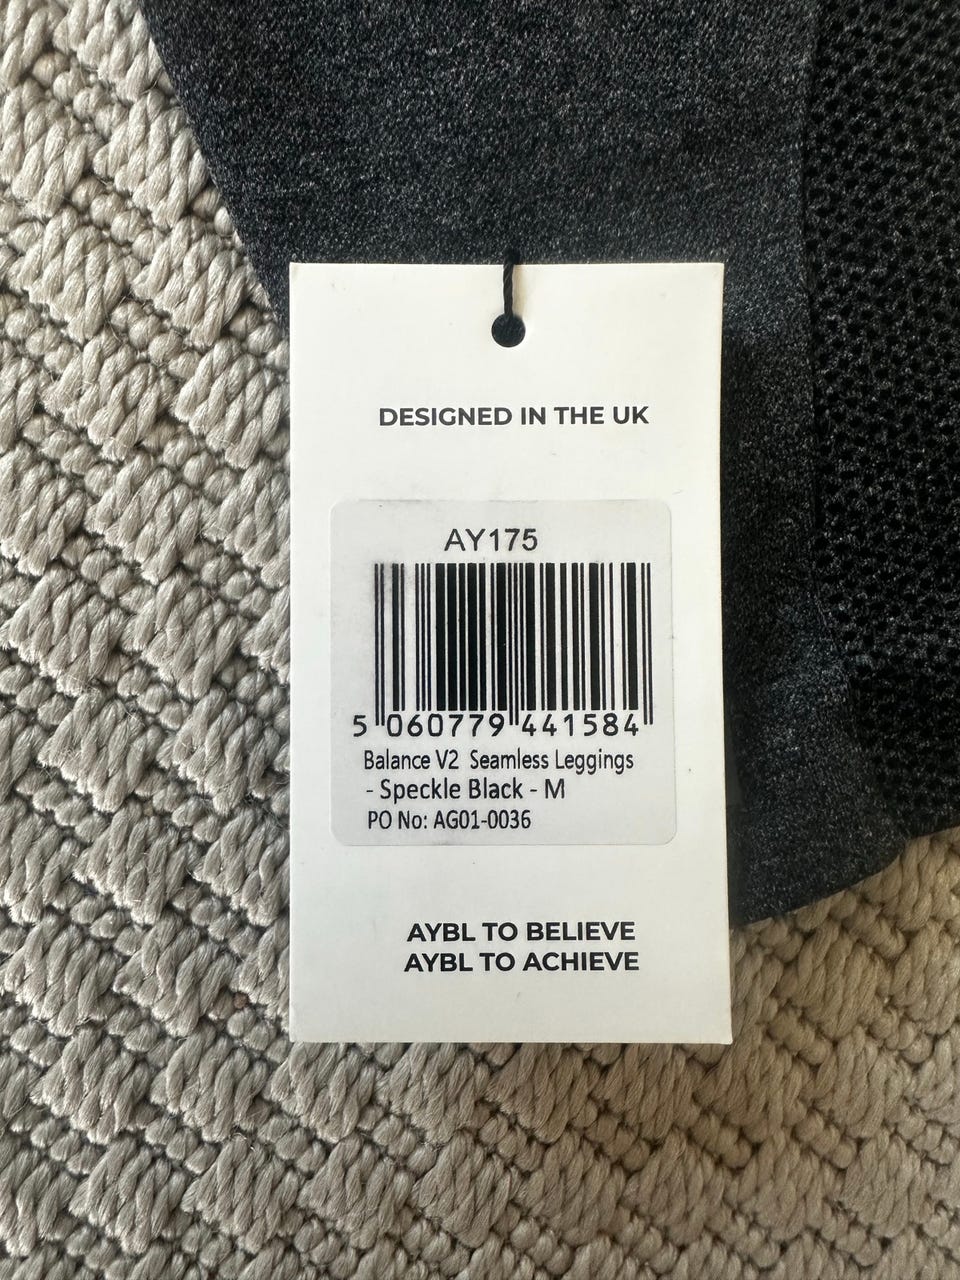 DESIGNED IN THE UK
AY175
5 060779 441584
Balance V2 Seamless Leggings
- Speckle Black - M
PO No: AG01-0036
AYBL TO BELIEVE
AYBL TO ACHIEVE